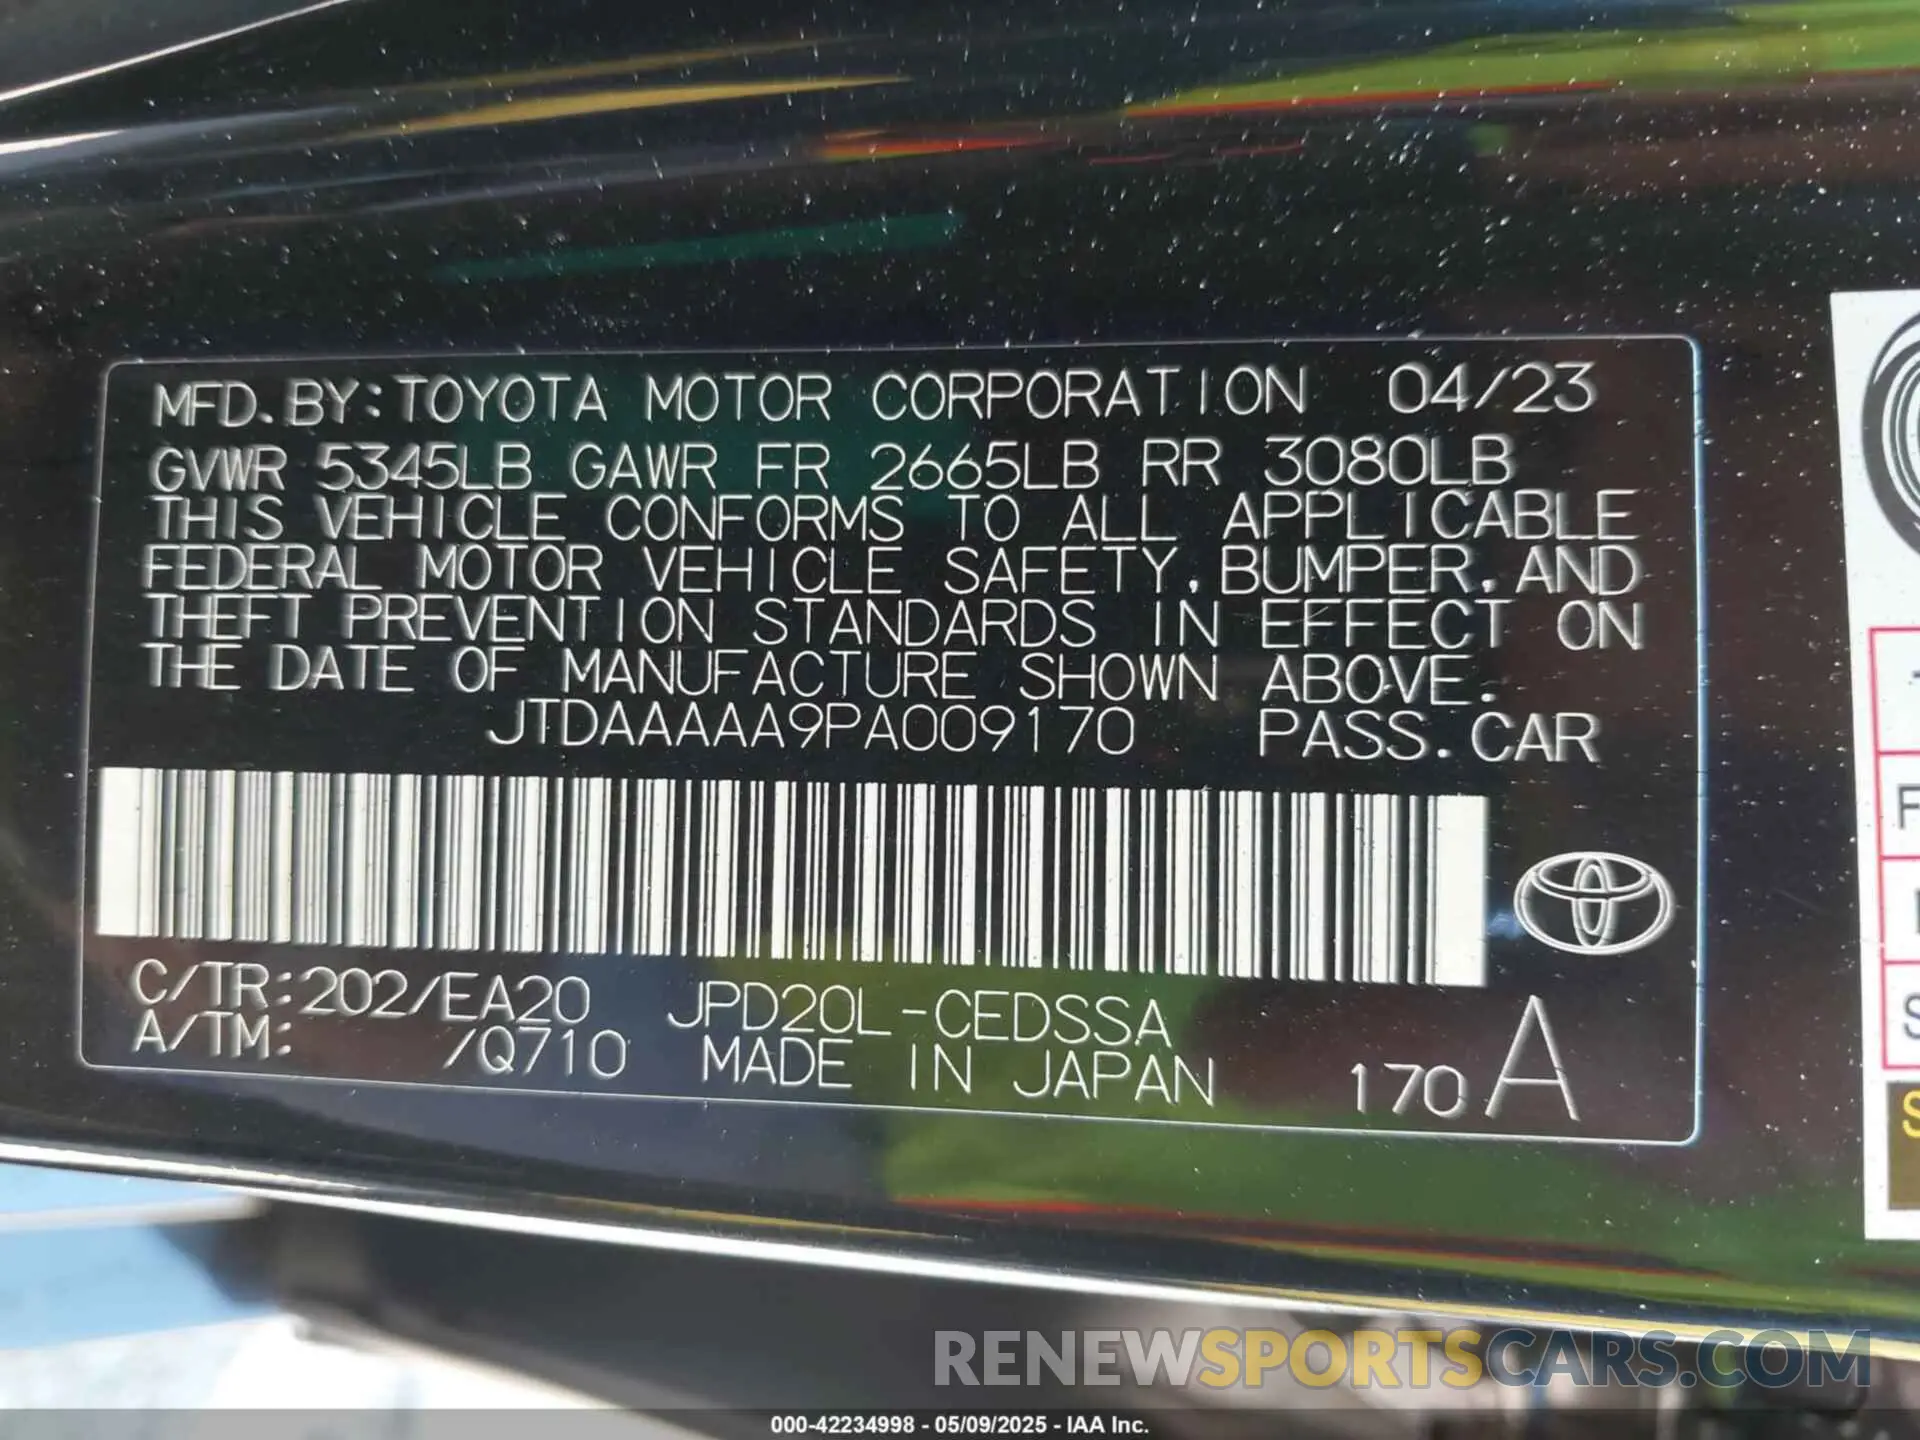 MFD. BY: TOYOTA MOTOR CORPORATION 04/23
GVWR 5345LB GAWR FR 2665LB RR 3080LB
THIS VEHICLE CONFORMS TO ALL APPLICABLE
FEDERAL MOTOR VEHICLE SAFETY, BUMPER, AND
THEFT PREVENTION STANDARDS IN EFFECT ON
THE DATE OF MANUFACTURE SHOWN ABOVE.
JTDAAAAA9PA009170 PASS. CAR
C/TR: 202/EA20 JPD20L-CEDSSA
A/TM: /Q710 MADE IN JAPAN 170 A
RENEWSPORTSCARS.COM
000-42234998 - 05/09/2025 - IAA Inc.